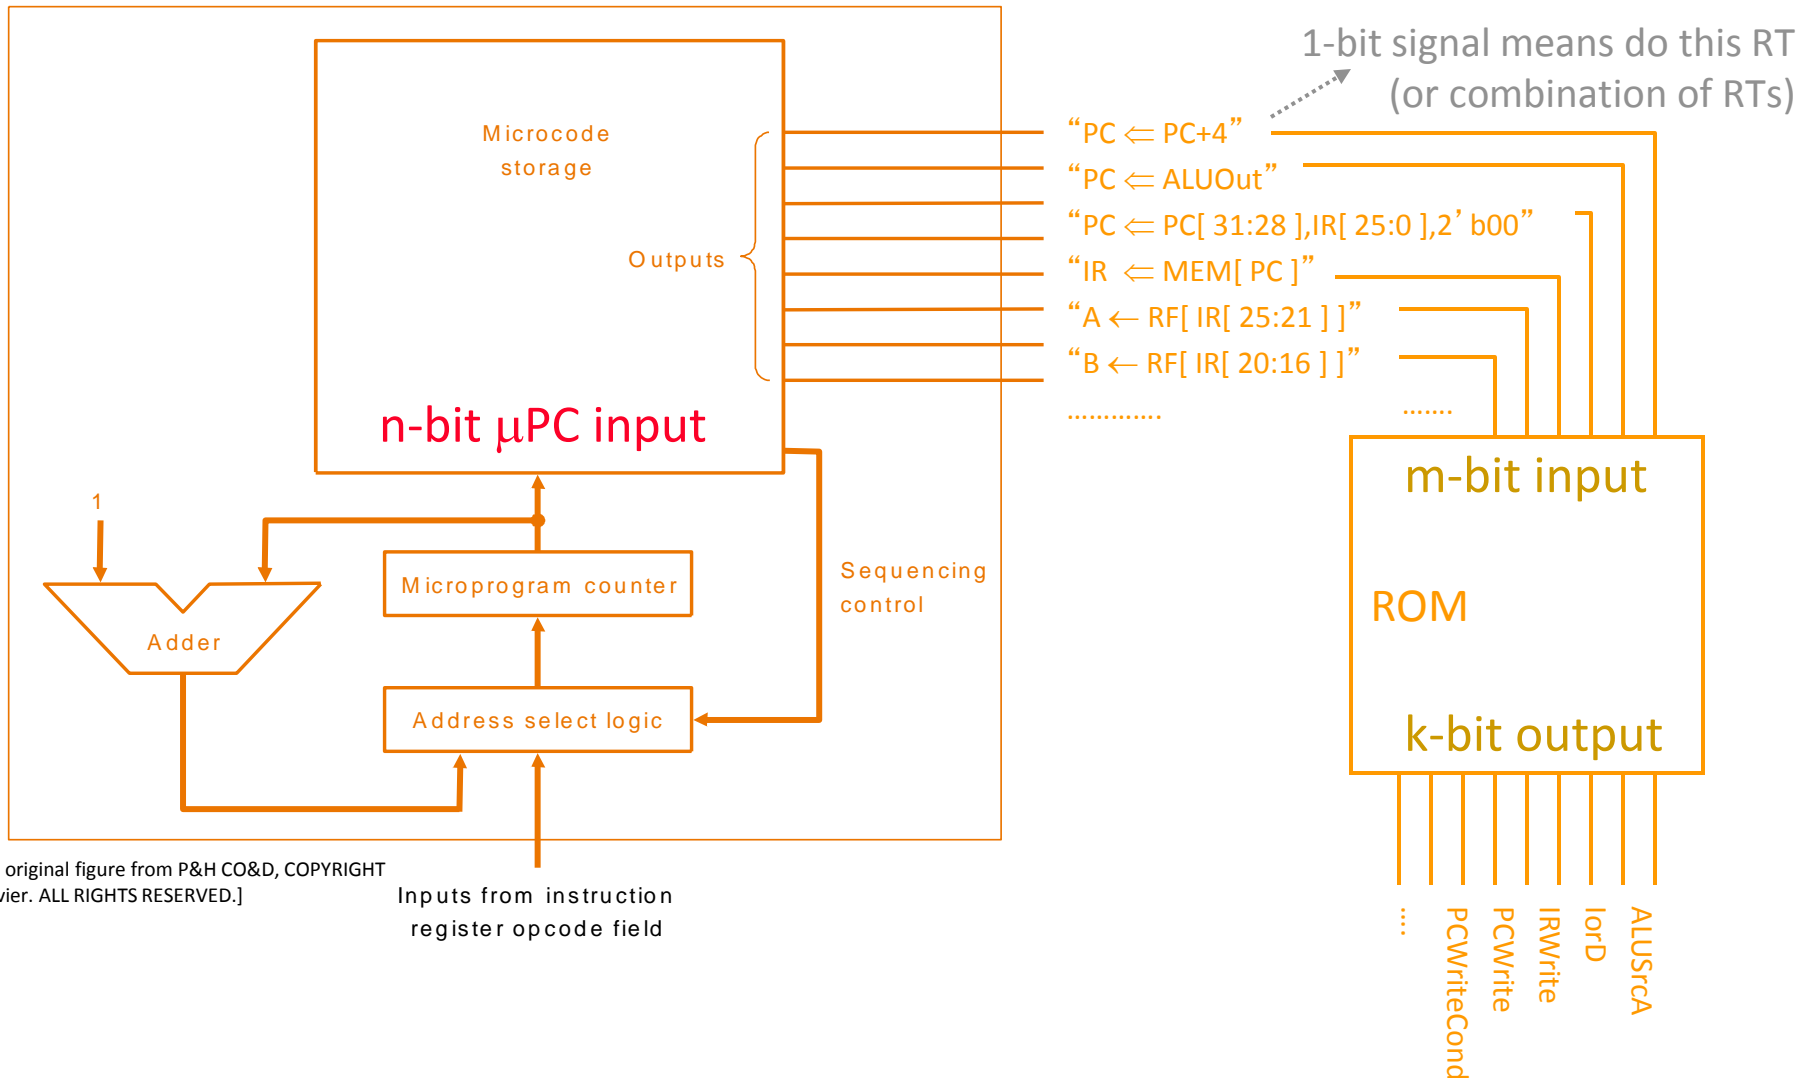 1-bit signal means do this RT
(or combination of RTs)
Microcode
storage
Outputs
n-bit μPC input
“PC ⇐ PC+4”
“PC ⇐ ALUOut”
“PC ⇐ PC[ 31:28 ],IR[ 25:0 ],2’ b00”
“IR ⇐ MEM[ PC ]”
“A ← RF[ IR[ 25:21 ] ]”
“B ← RF[ IR[ 20:16 ] ]”
.............
.......
m-bit input
ROM
k-bit output
1
Microprogram counter
Sequencing
control
Adder
Address select logic
original figure from P&H CO&D, COPYRIGHT
vier. ALL RIGHTS RESERVED.]
Inputs from instruction
register opcode field
....
PCWriteCond
PCWrite
IRWrite
IorD
ALUSrcA